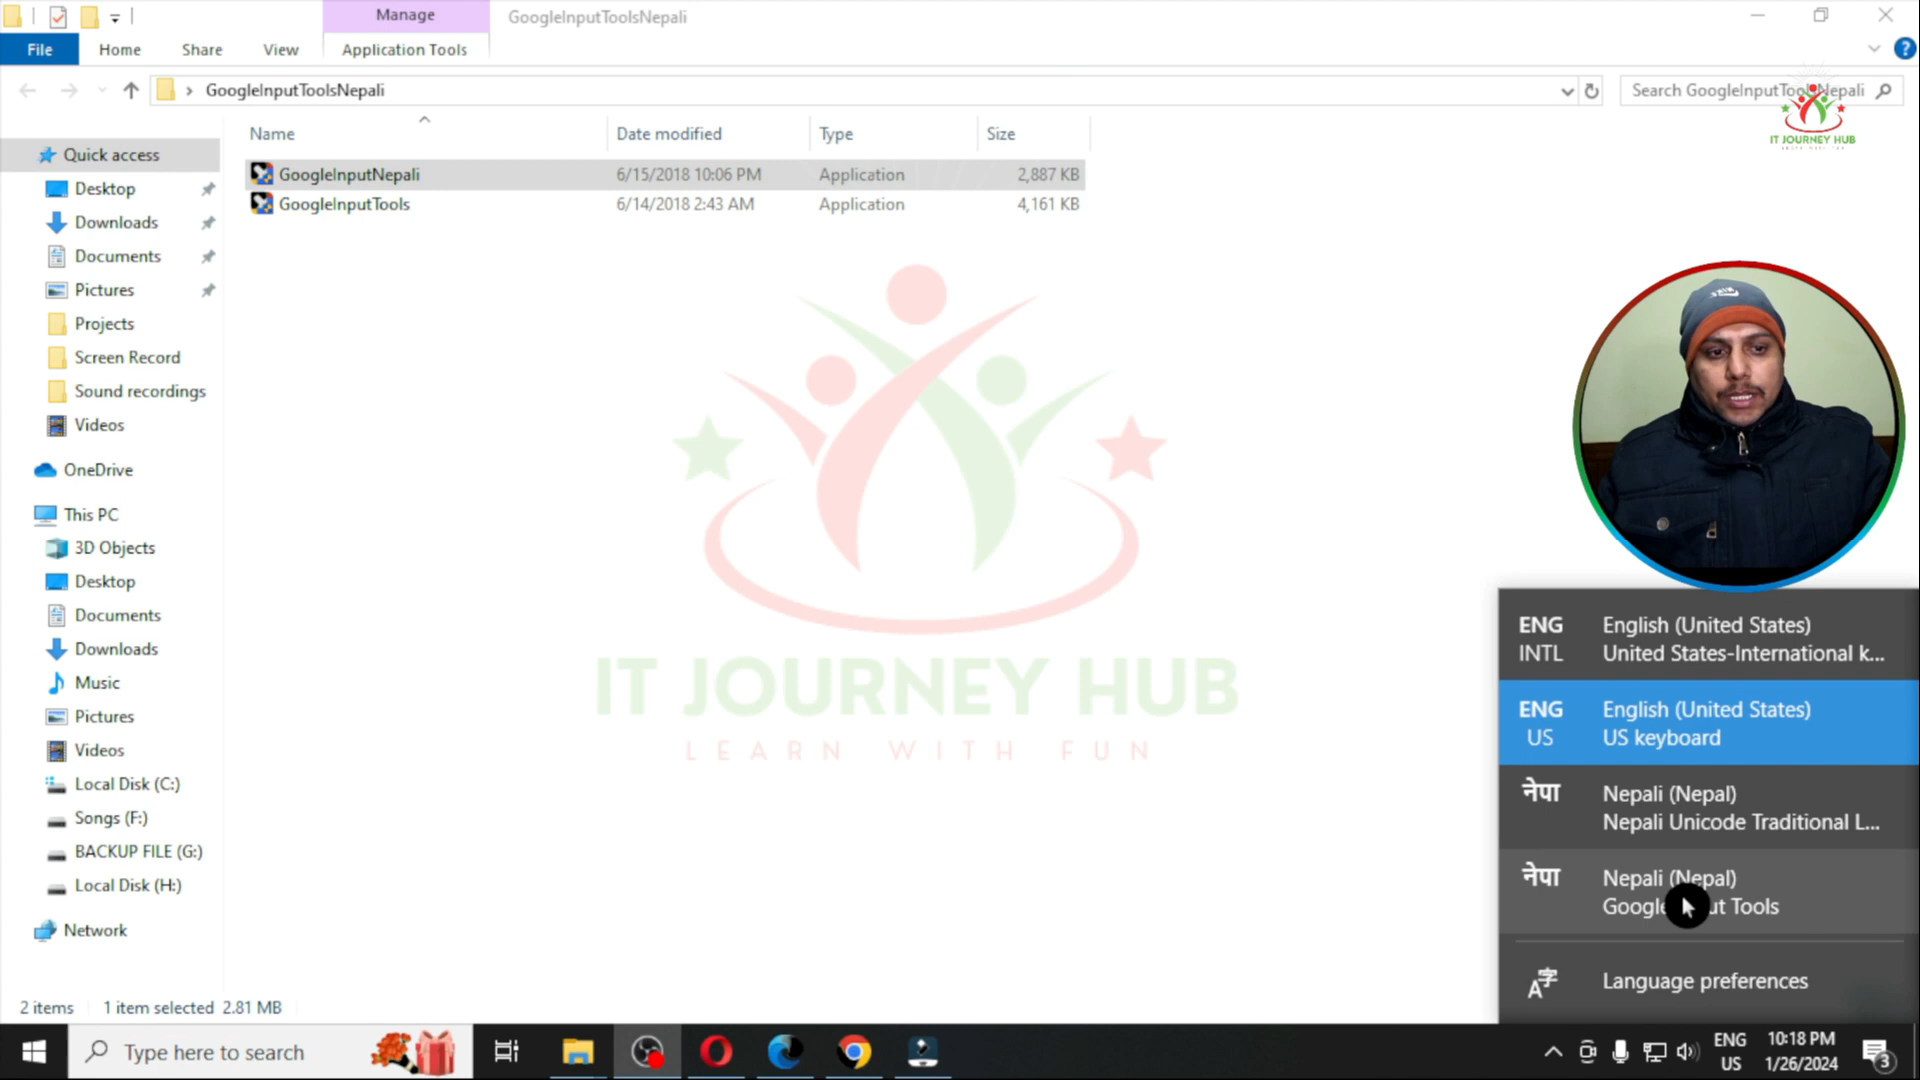 Manage
GoogleInputToolsNepali
File
Home
Share
View
Application Tools
GoogleInputToolsNepali
Search GoogleInputTools Nepali
IT JOURNEY HUB
Name
Date modified
Type
Size
GoogleInputNepali
6/15/2018 10:06 PM
Application
2,887 KB
GoogleInputTools
6/14/2018 2:43 AM
Application
4,161 KB
Quick access
Desktop
Downloads
Documents
Pictures
Projects
Screen Record
Sound recordings
Videos
OneDrive
This PC
3D Objects
Desktop
Documents
Downloads
Music
Pictures
Videos
Local Disk (C:)
Songs (F:)
BACKUP FILE (G:)
Local Disk (H:)
Network
IT JOURNEY HUB
LEARN WITH FUN
ENG English (United States)
INTL United States-International k...
ENG English (United States)
US US keyboard
नेपा Nepali (Nepal)
Nepali Unicode Traditional L...
नेपा Nepali (Nepal)
Google Input Tools
Language preferences
2 items
1 item selected 2.81 MB
Type here to search
ENG
US
10:18 PM
1/26/2024
3